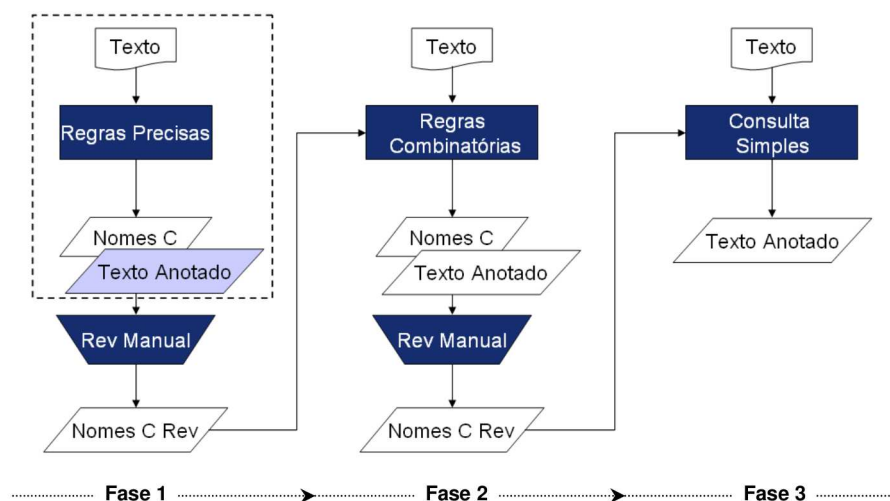 Texto
Regras Precisas
Nomes C
Texto Anotado
Rev Manual
Nomes C Rev
Texto
Regras
Combinatórias
Nomes C
Texto Anotado
Rev Manual
Nomes C Rev
Texto
Consulta
Simples
Texto Anotado
Fase 1
Fase 2
Fase 3